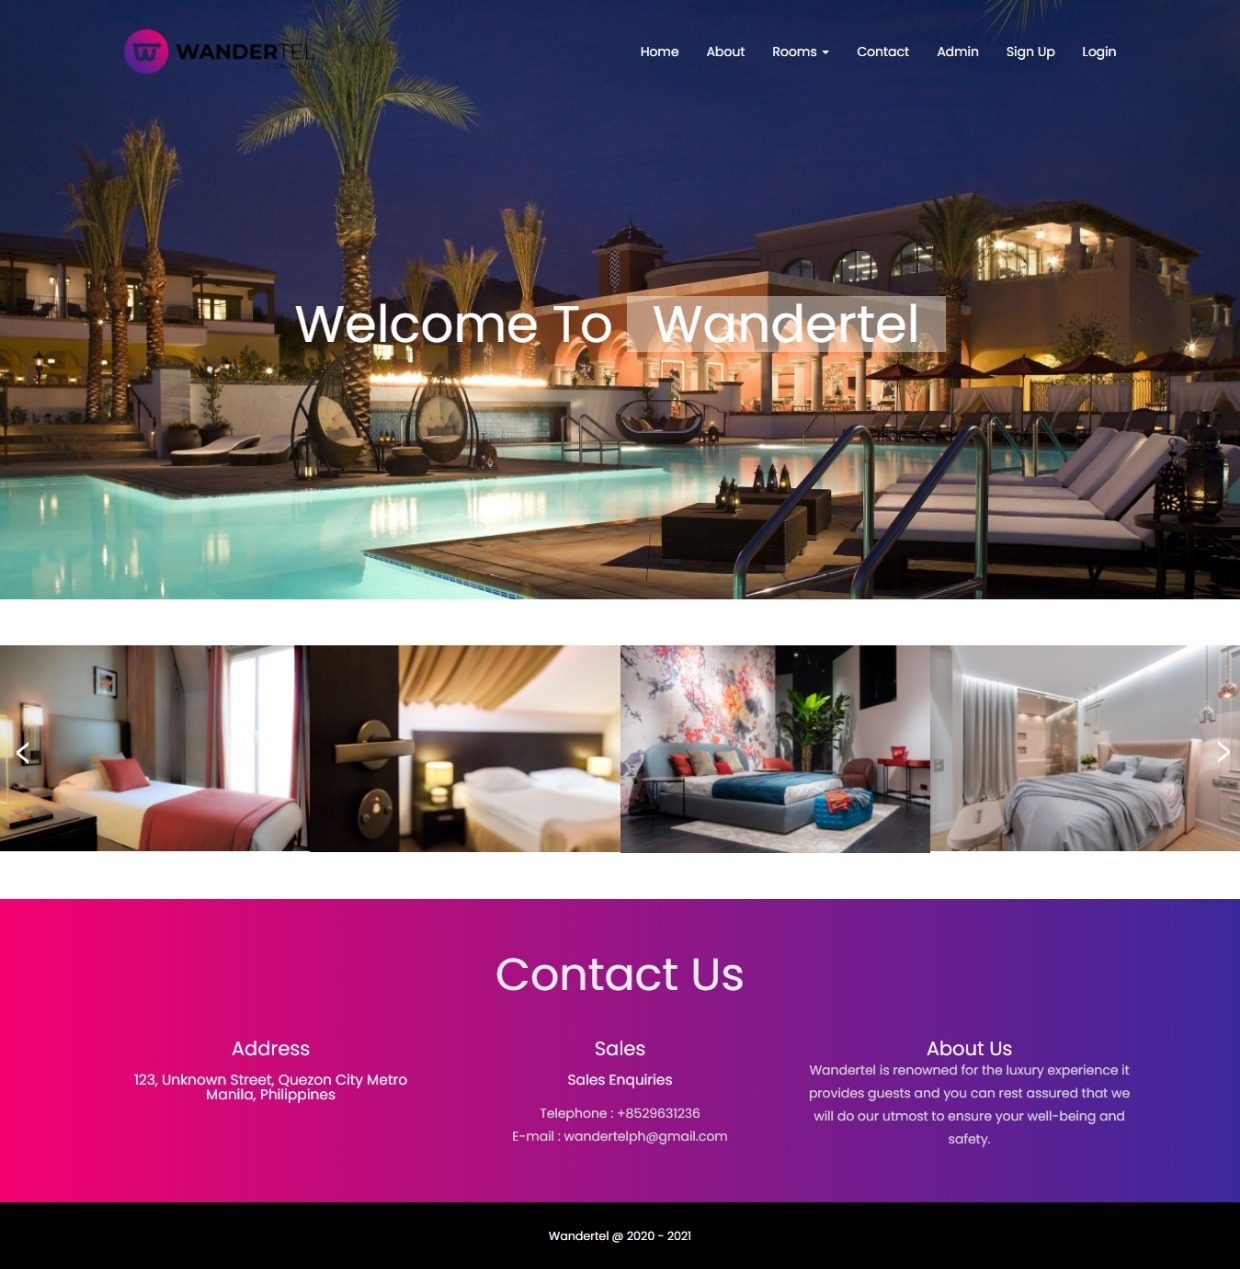 WANDERTEL
Home About Rooms Contact Admin Sign Up Login
Welcome To Wandertel
Contact Us
Address
123, Unknown Street, Quezon City Metro
Manila, Philippines
Sales
Sales Enquiries
Telephone : +8529631236
E-mail : wandertelph@gmail.com
About Us
Wandertel is renowned for the luxury experience it
provides guests and you can rest assured that we
will do our utmost to ensure your well-being and
safety.
Wandertel @ 2020 - 2021